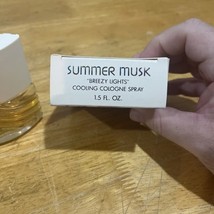 SUMMER MUSK
"BREEZY LIGHTS"
COOLING COLOGNE SPRAY
1.5 FL. OZ.